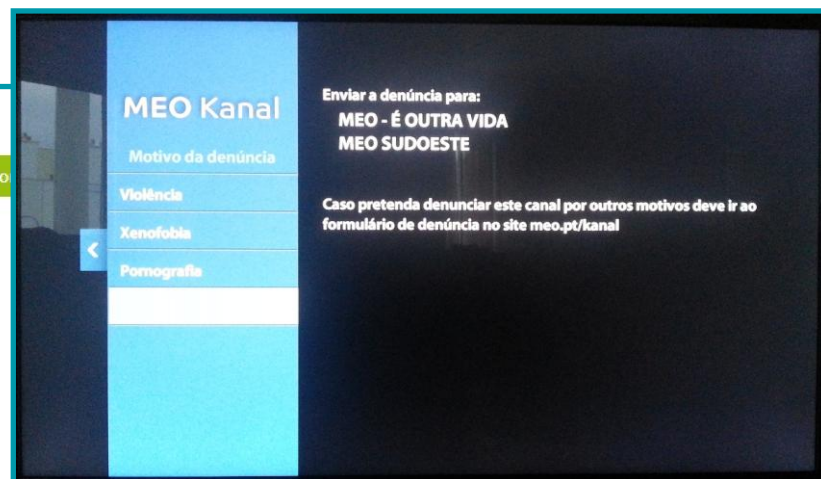 MEO Kanal
Motivo da denúncia
Violência
Xenofobia
Pornografia
Enviar a denúncia para:
MEO - É OUTRA VIDA
MEO SUDOESTE
Caso pretenda denunciar este canal por outros motivos deve ir ao
formulário de denúncia no site meo.pt/kanal